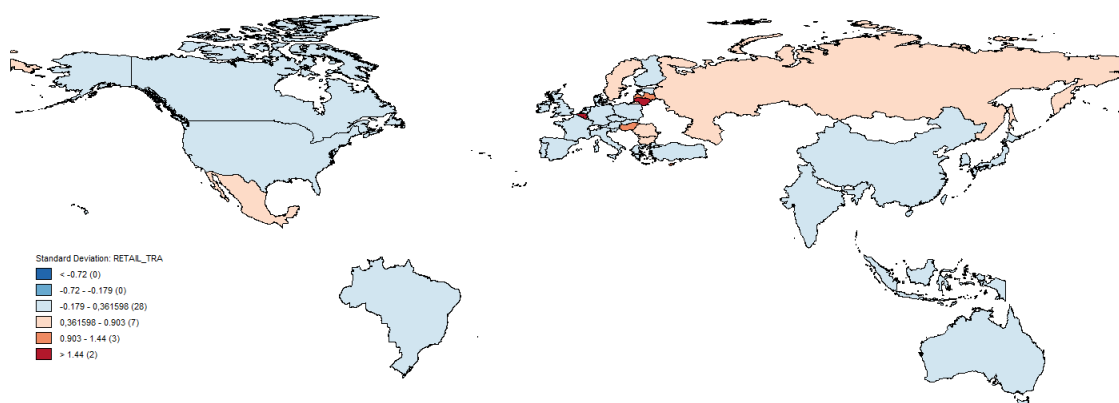 Standard Deviation: RETAIL_TRA
< -0.72 (0)
-0.72 - -0.179 (0)
-0.179 - 0,361598 (28)
0,361598 - 0.903 (7)
0.903 - 1.44 (3)
> 1.44 (2)